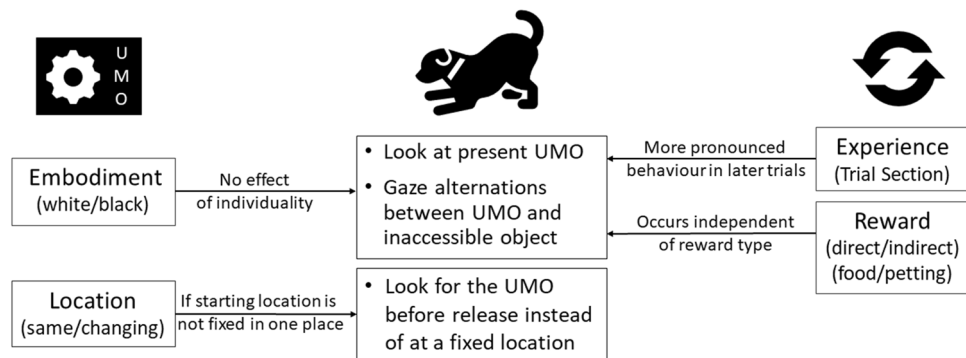 U
M
O
Embodiment
(white/black)
No effect
of individuality
• Look at present UMO
• Gaze alternations
between UMO and
inaccessible object
More pronounced
behaviour in later trials
Experience
(Trial Section)
Occurs independent
of reward type
Reward
(direct/indirect)
(food/petting)
Location
(same/changing)
If starting location is
not fixed in one place
• Look for the UMO
before release instead
of at a fixed location